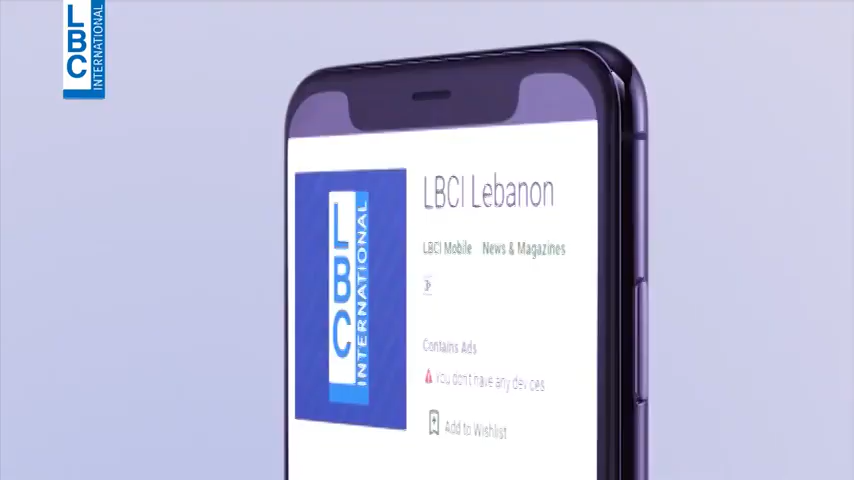 LBC
INTERNATIONAL
LBCI Lebanon
LBCI Mobile News & Magazines
LBC
INTERNATIONAL
Contains Ads
You don't have any devices
Add to Wishlist